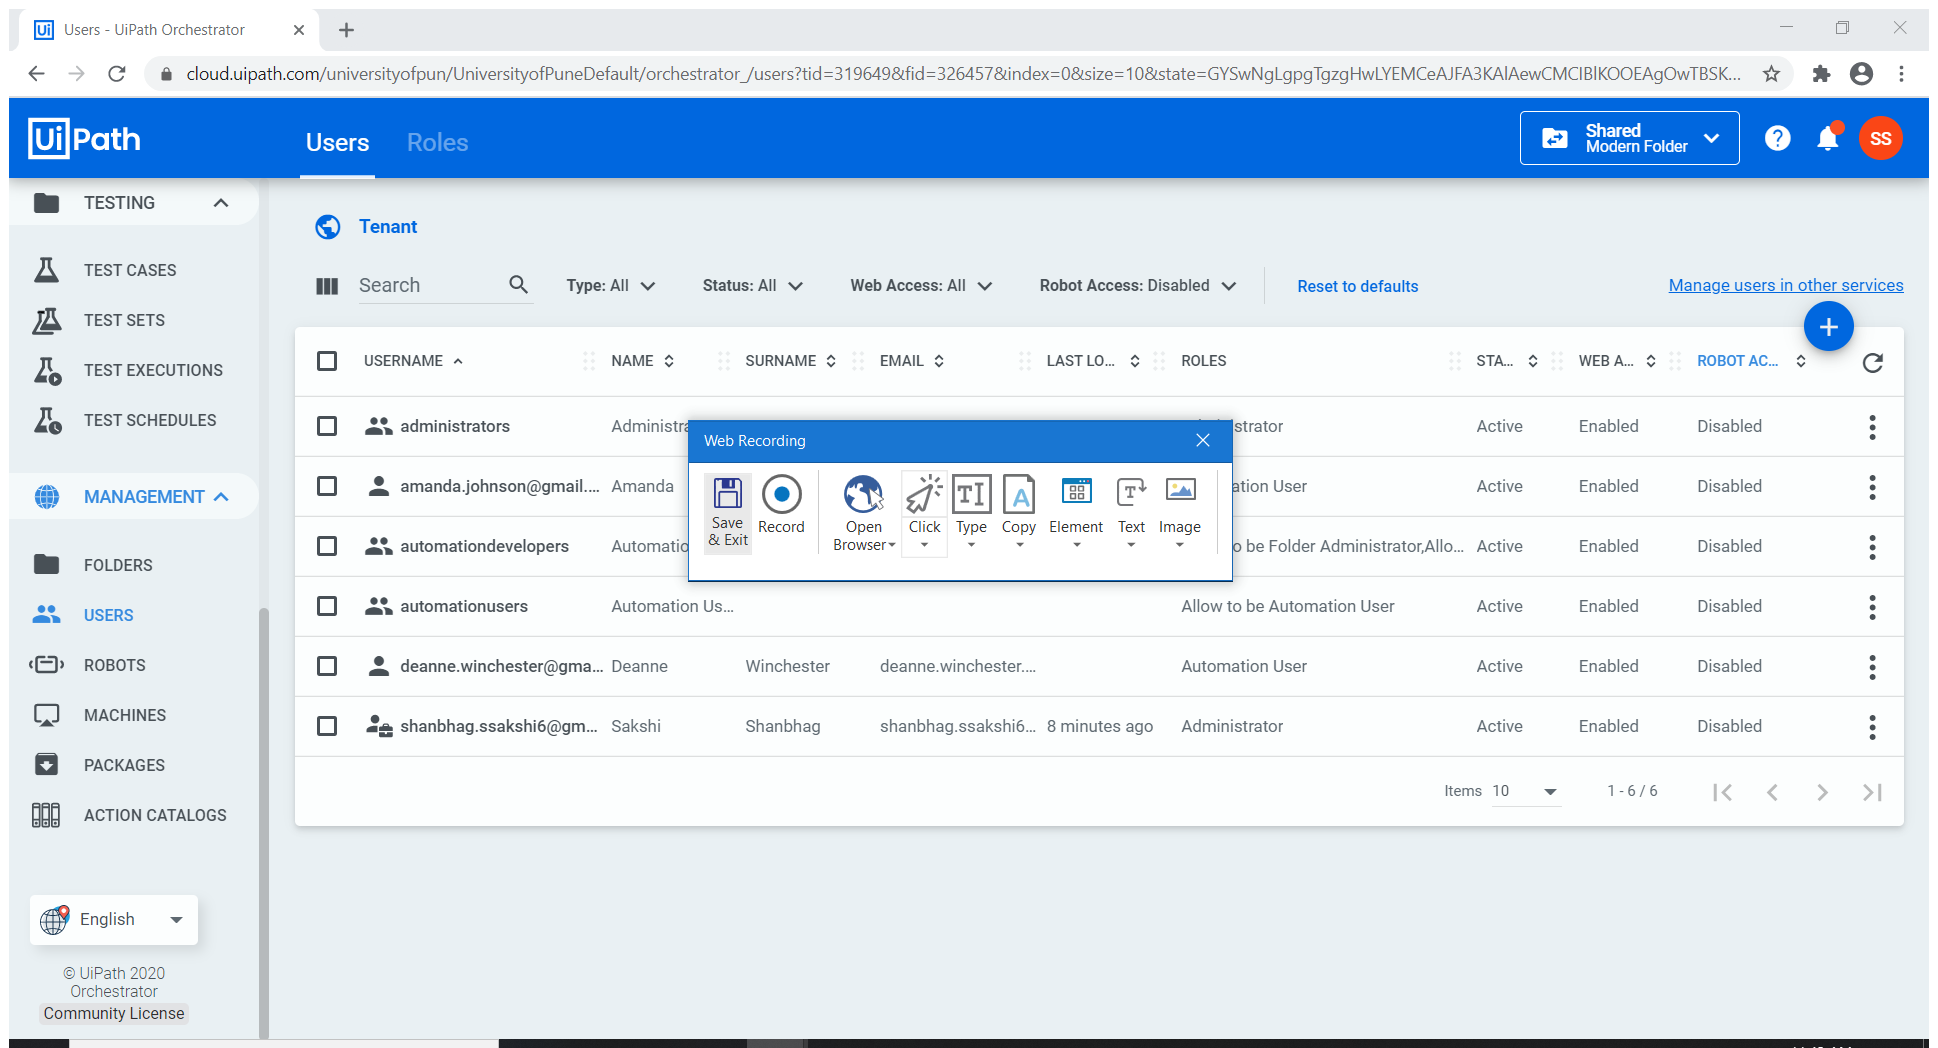 Ui Users - UiPath Orchestrator
cloud.uipath.com/universityofpun/UniversityofPuneDefault/orchestrator_/users?tid=319649&fid=326457&index=0&size=10&state=GYSwNgLgpgTgzgHwLYEMCeAJFA3KAlAewCMCIBlKOOEAgOwTBSK...
Ui Path
Users
Roles
Shared
Modern Folder
?
SS
TESTING
TEST CASES
TEST SETS
TEST EXECUTIONS
TEST SCHEDULES
MANAGEMENT
FOLDERS
USERS
ROBOTS
MACHINES
PACKAGES
ACTION CATALOGS
English
© UiPath 2020
Orchestrator
Community License
Tenant
Search
Type: All
Status: All
Web Access: All
Robot Access: Disabled
Reset to defaults
Manage users in other services
USERNAME NAME SURNAME EMAIL LAST LO... ROLES STA... WEB A... ROBOT AC...
administrators Administra strator Active Enabled Disabled
amanda.johnson@gmail.... Amanda ation User Active Enabled Disabled
automationdevelopers Automatio o be Folder Administrator,Allo... Active Enabled Disabled
automationusers Automation Us... Allow to be Automation User Active Enabled Disabled
deanne.winchester@gma... Deanne Winchester deanne.winchester.... Automation User Active Enabled Disabled
shanbhag.ssakshi6@gm... Sakshi Shanbhag shanbhag.ssakshi6... 8 minutes ago Administrator Active Enabled Disabled
Items 10 1 - 6 / 6
Web Recording
Save
& Exit
Record
Open
Browser
Click
Type
Copy
Element
Text
Image